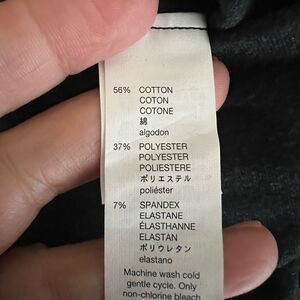 56% COTTON
COTON
COTONE
綿
algodon
37% POLYESTER
POLYESTER
POLIESTERE
ポリエステル
poliéster
7% SPANDEX
ELASTANE
ÉLASTHANNE
ELASTAN
ポリウレタン
elastano
Machine wash cold
gentle cycle. Only
non-chlorine bleach